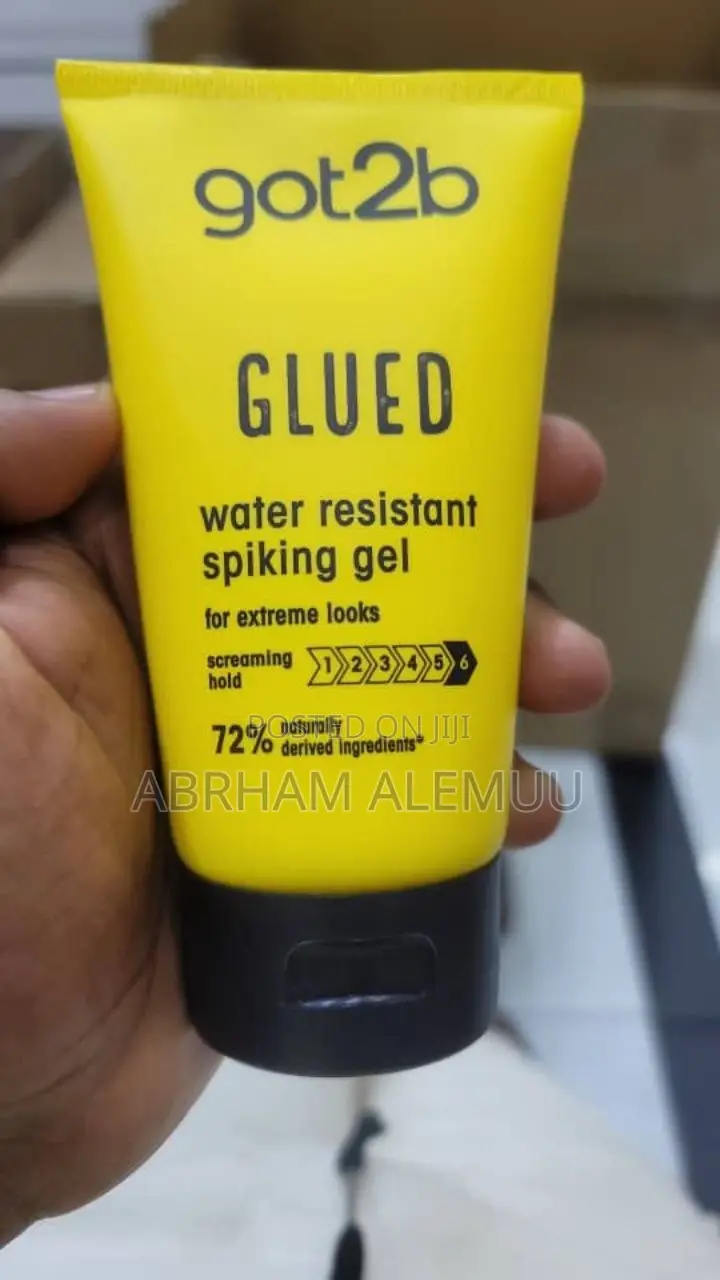 got2b
GLUED
water resistant
spiking gel
for extreme looks
screaming
hold
1 2 3 4 5 6
POSTED ON JIJI
72% naturally
derived ingredients*
ABRHAM ALEMUU